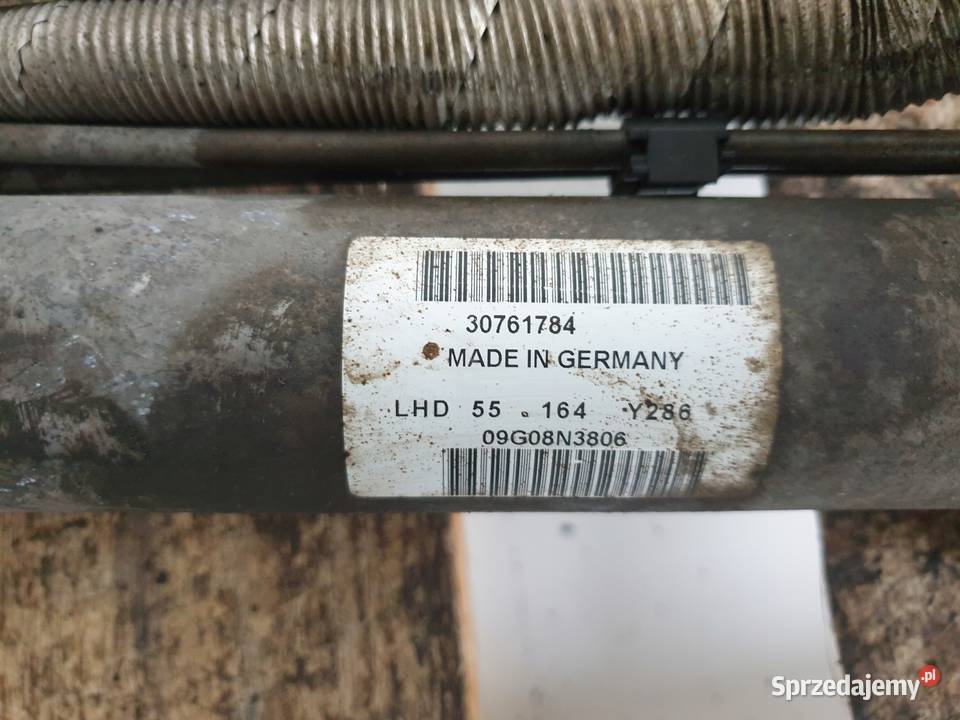 30761784
MADE IN GERMANY
LHD 55 164 Y286
09G08N3806
Sprzedajemy.pl